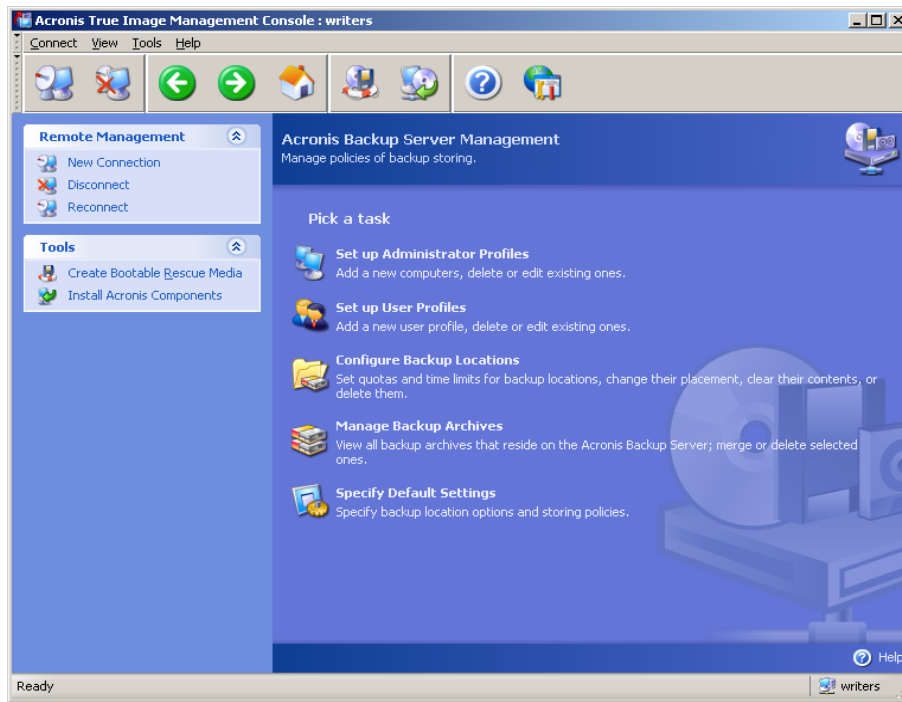 Acronis True Image Management Console : writers
Connect View Tools Help
Remote Management
New Connection
Disconnect
Reconnect
Tools
Create Bootable Rescue Media
Install Acronis Components
Acronis Backup Server Management
Manage policies of backup storing.
Pick a task
Set up Administrator Profiles
Add a new computers, delete or edit existing ones.
Set up User Profiles
Add a new user profile, delete or edit existing ones.
Configure Backup Locations
Set quotas and time limits for backup locations, change their placement, clear their contents, or
delete them.
Manage Backup Archives
View all backup archives that reside on the Acronis Backup Server; merge or delete selected
ones.
Specify Default Settings
Specify backup location options and storing policies.
Help
Ready
writers